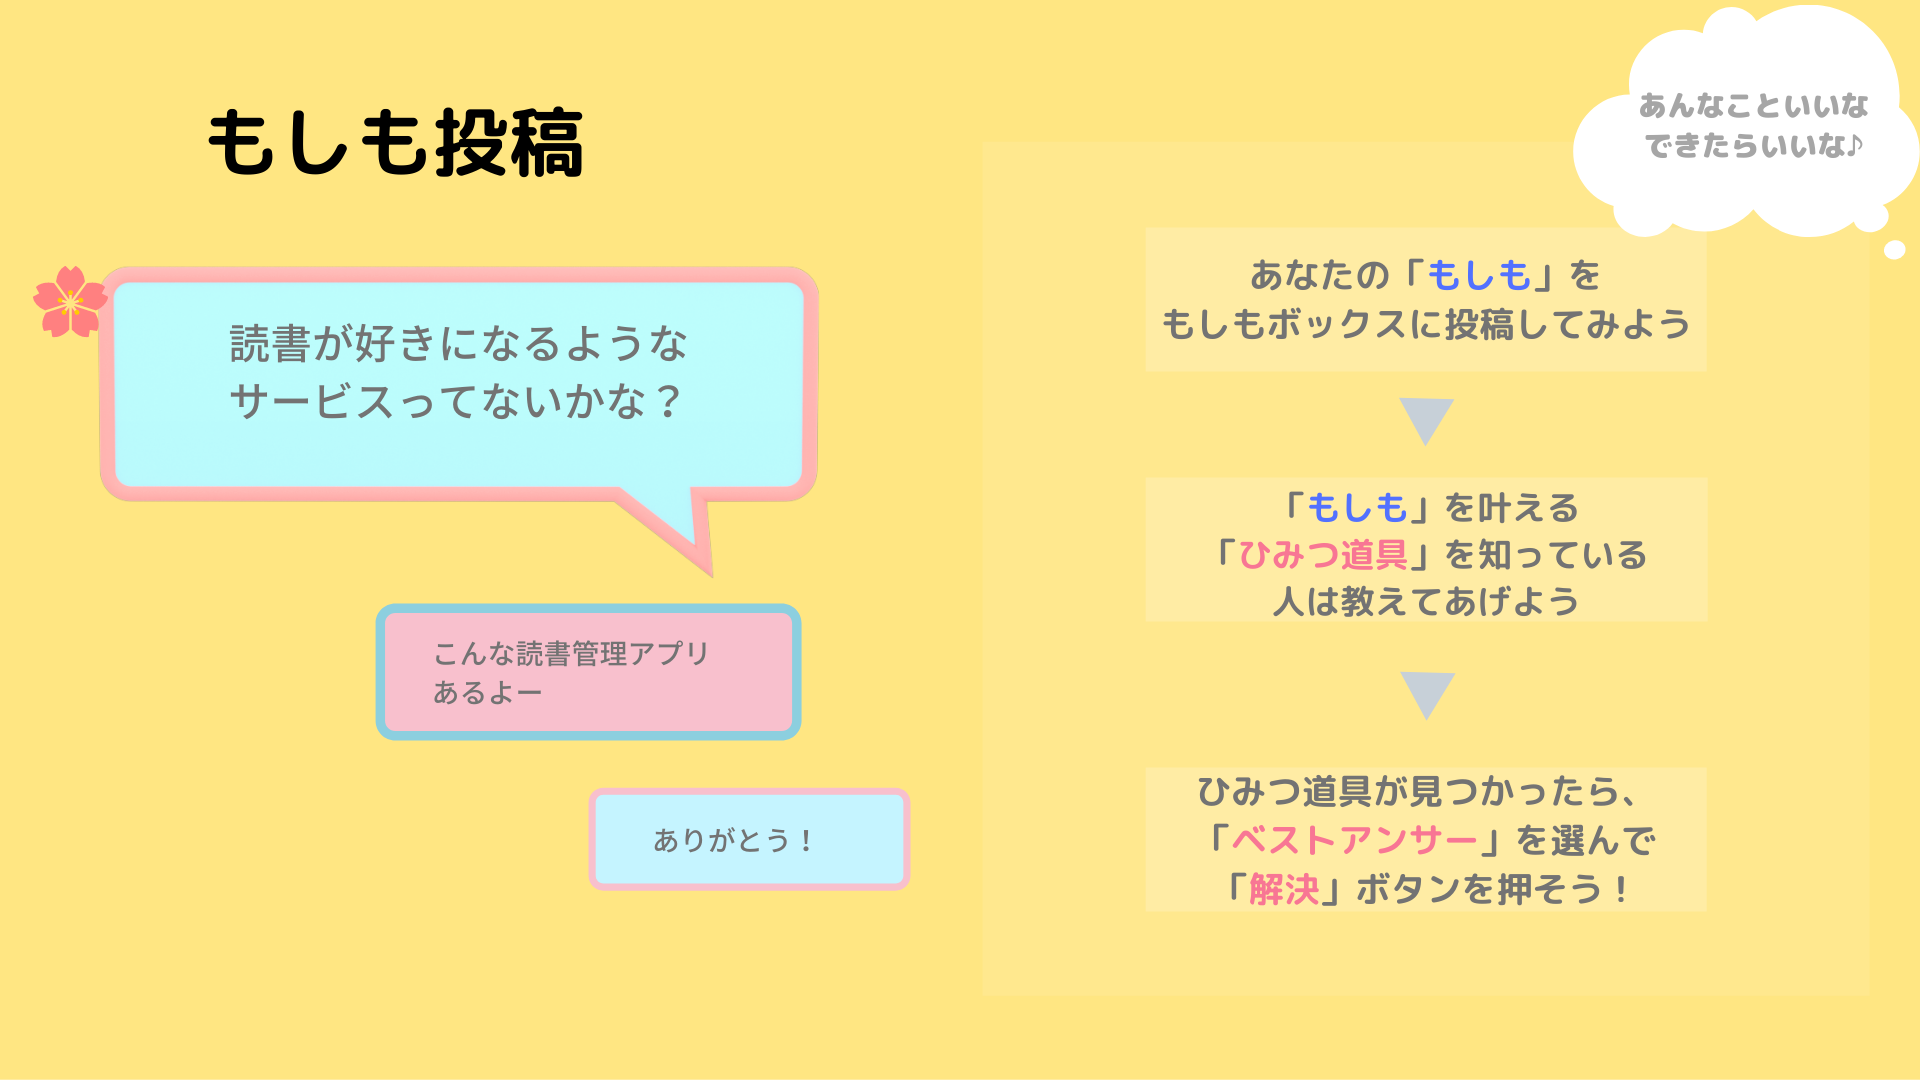 もしも投稿
読書が好きになるような
サービスってないかな？
こんな読書管理アプリ
あるよー
ありがとう！
あんなこといいな
できたらいいな♪
あなたの「もしも」を
もしもボックスに投稿してみよう
「もしも」を叶える
「ひみつ道具」を知っている
人は教えてあげよう
ひみつ道具が見つかったら、
「ベストアンサー」を選んで
「解決」ボタンを押そう！